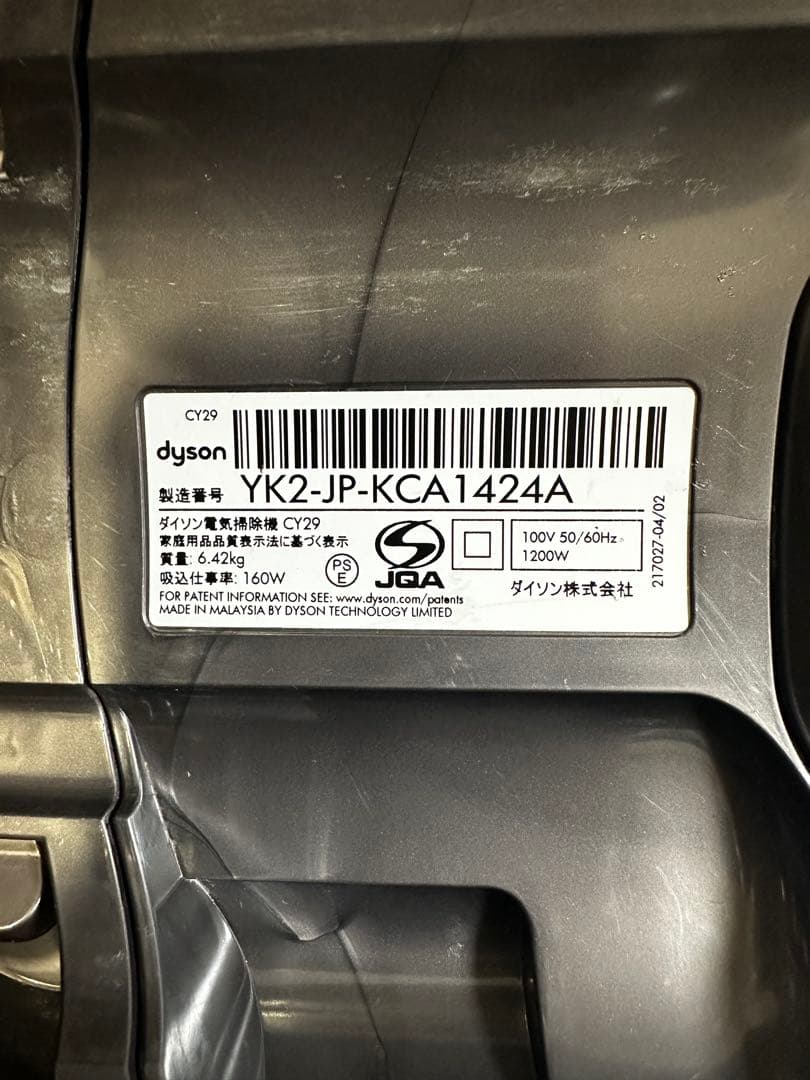 CY29
dyson
製造番号 YK2-JP-KCA1424A
ダイソン電気掃除機 CY29
家庭用品品質表示法に基づく表示
質量: 6.42kg
吸込仕事率: 160W
PS
E
JQA
100V 50/60Hz
1200W
ダイソン株式会社
217027-04/02
FOR PATENT INFORMATION SEE: www.dyson.com/patents
MADE IN MALAYSIA BY DYSON TECHNOLOGY LIMITED